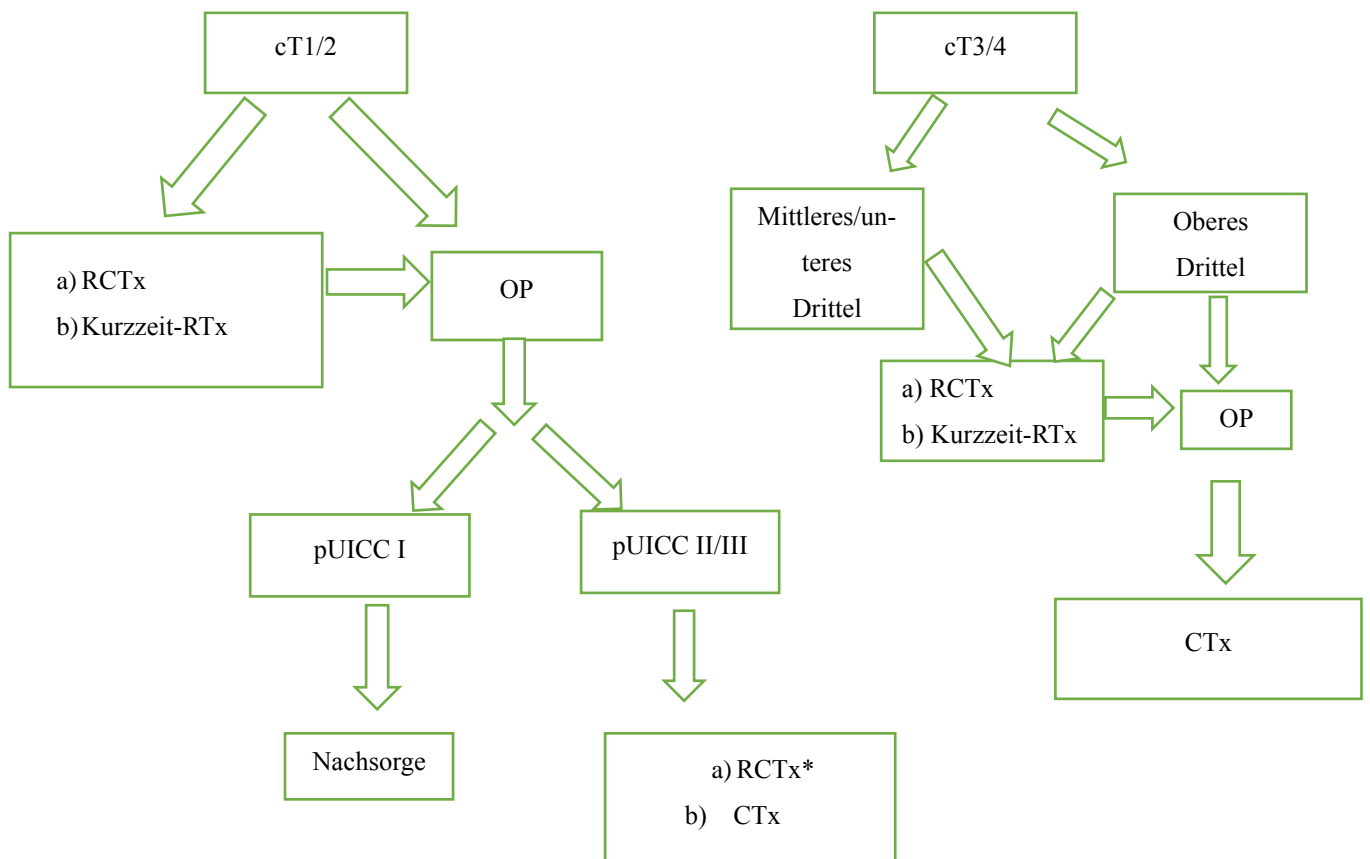 cT1/2
cT3/4
a) RCTx
b) Kurzzeit-RTx
OP
Mittleres/un-
teres
Drittel
Oberes
Drittel
a) RCTx
b) Kurzzeit-RTx
OP
pUICC I
pUICC II/III
CTx
Nachsorge
a) RCTx*
b) CTx